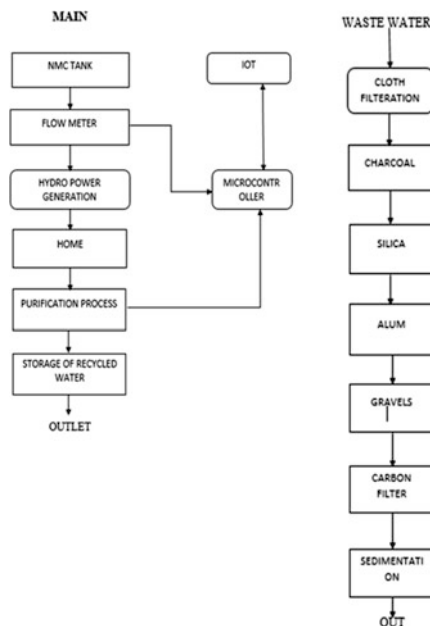 MAIN
NMC TANK
FLOW METER
HYDRO POWER
GENERATION
HOME
PURIFICATION PROCESS
STORAGE OF RECYCLED
WATER
OUTLET
IOT
MICROCONTR
OLLER
WASTE WATER
CLOTH
FILTERATION
CHARCOAL
SILICA
ALUM
GRAVELS
CARBON
FILTER
SEDIMENTATI
ON
OUT